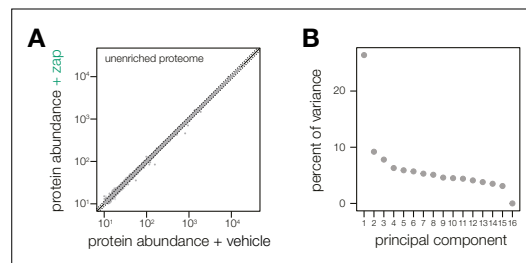 A
unenriched proteome
protein abundance + zap
10⁴
10³
10²
10¹
10¹ 10² 10³ 10⁴
protein abundance + vehicle
B
percent of variance
20
10
0
1 2 3 4 5 6 7 8 9 10 11 12 13 14 15 16
principal component